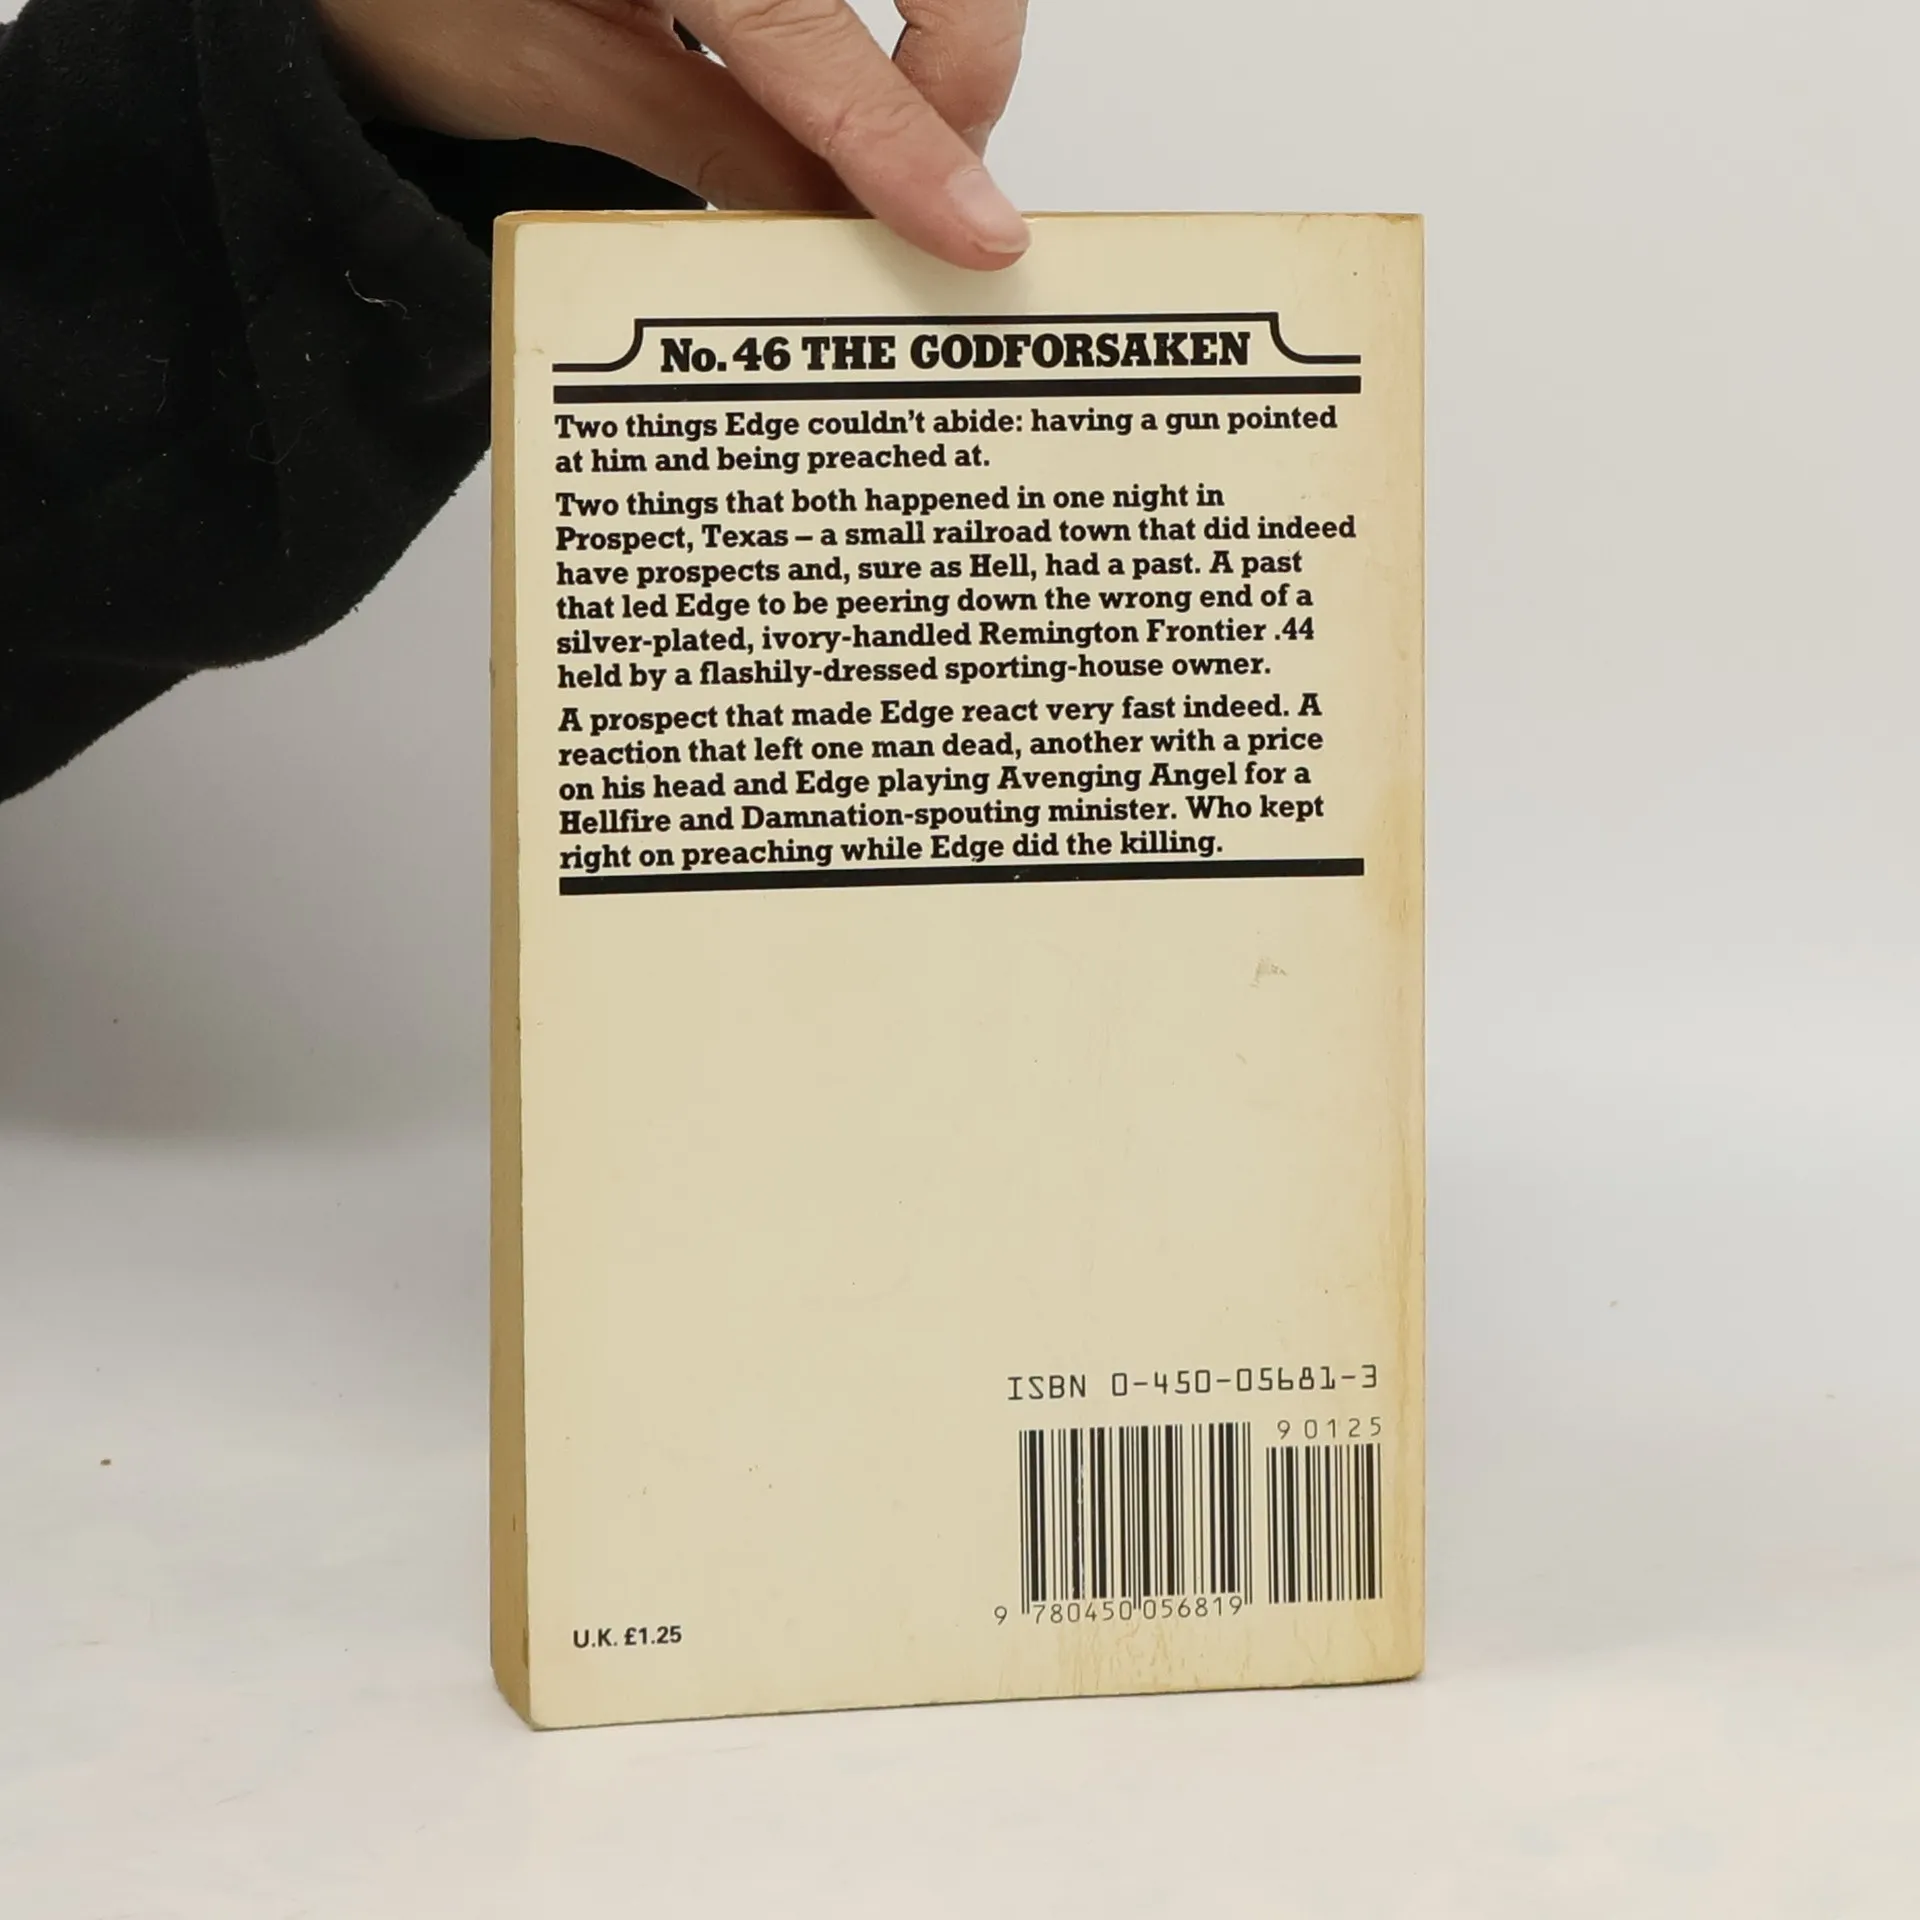 No. 46 THE GODFORSAKEN
Two things Edge couldn't abide: having a gun pointed
at him and being preached at.
Two things that both happened in one night in
Prospect, Texas – a small railroad town that did indeed
have prospects and, sure as Hell, had a past. A past
that led Edge to be peering down the wrong end of a
silver-plated, ivory-handled Remington Frontier .44
held by a flashily-dressed sporting-house owner.
A prospect that made Edge react very fast indeed. A
reaction that left one man dead, another with a price
on his head and Edge playing Avenging Angel for a
Hellfire and Damnation-spouting minister. Who kept
right on preaching while Edge did the killing.
ISBN 0-450-05681-3
90125
9 780450 056819
U.K. £1.25